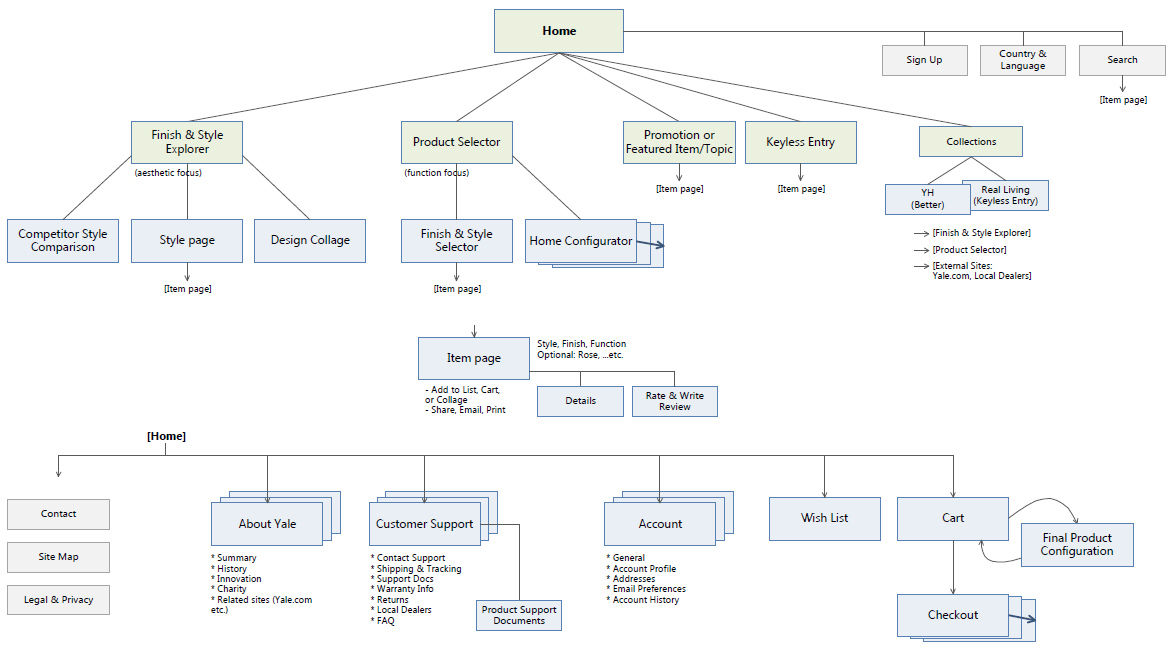 Home
Sign Up
Country &
Language
Search
[Item page]
Finish & Style
Explorer
(aesthetic focus)
Product Selector
(function focus)
Promotion or
Featured Item/Topic
[Item page]
Keyless Entry
[Item page]
Collections
YH
(Better)
Real Living
(Keyless Entry)
[Finish & Style Explorer]
[Product Selector]
[External Sites:
Yale.com, Local Dealers]
Competitor Style
Comparison
Style page
[Item page]
Design Collage
Finish & Style
Selector
[Item page]
Home Configurator
Item page
Style, Finish, Function
Optional: Rose, ...etc.
- Add to List, Cart,
or Collage
- Share, Email, Print
Details
Rate & Write
Review
[Home]
Contact
Site Map
Legal & Privacy
About Yale
* Summary
* History
* Innovation
* Charity
* Related sites (Yale.com
etc.)
Customer Support
* Contact Support
* Shipping & Tracking
* Support Docs
* Warranty Info
* Returns
* Local Dealers
* FAQ
Product Support
Documents
Account
* General
* Account Profile
* Addresses
* Email Preferences
* Account History
Wish List
Cart
Final Product
Configuration
Checkout